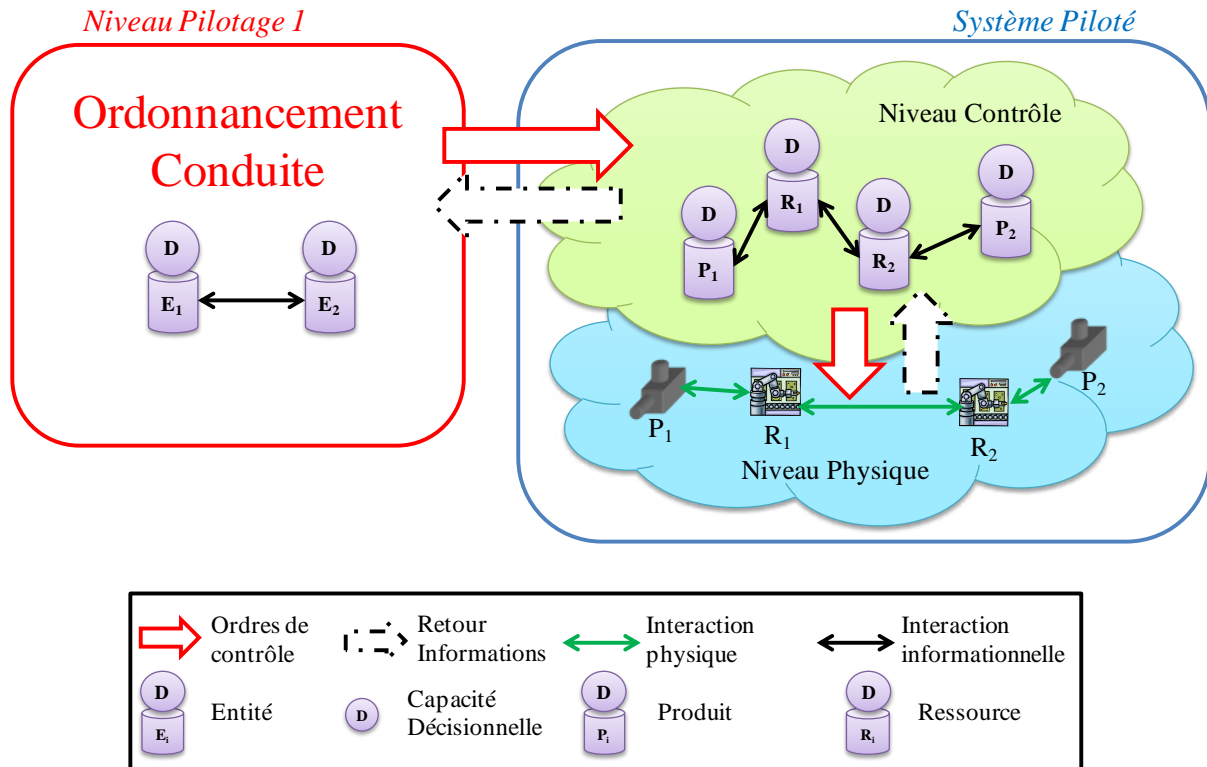 Niveau Pilotage 1
Système Piloté
Ordonnancement
Conduite
D
D
E1
E2
Niveau Contrôle
D
D
D
D
P1
R1
R2
P2
P1
R1
R2
P2
Niveau Physique
Ordres de
contrôle
Retour
Informations
Interaction
physique
Interaction
informationnelle
D
Ei
Entité
D
Capacité
Décisionnelle
D
Pi
Produit
D
Ri
Ressource